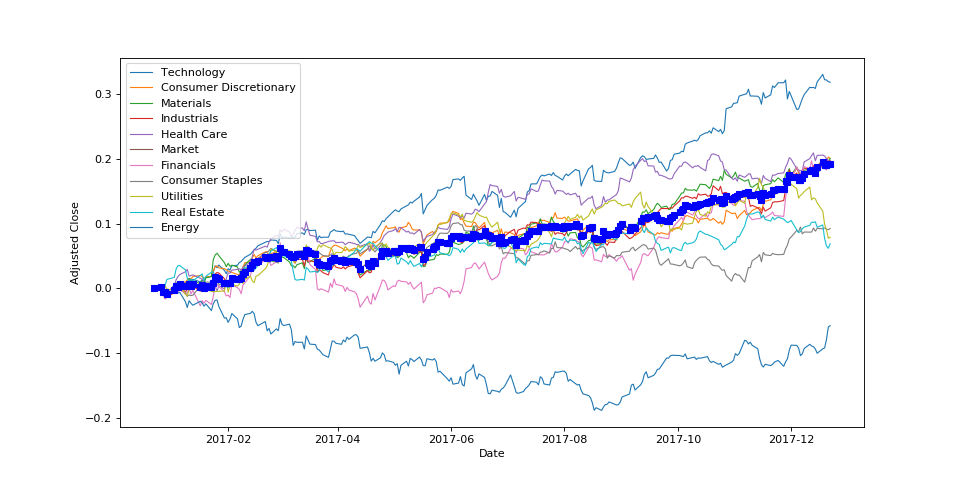 Technology
Consumer Discretionary
Materials
Industrials
Health Care
Market
Financials
Consumer Staples
Utilities
Real Estate
Energy
0.3
0.2
0.1
0.0
−0.1
−0.2
Adjusted Close
2017-02 2017-04 2017-06 2017-08 2017-10 2017-12
Date